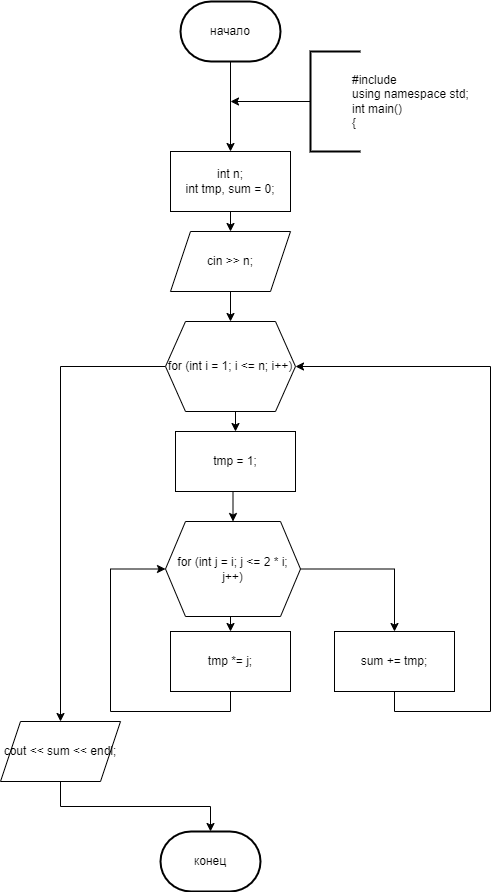 начало
#include
using namespace std;
int main()
{
int n;
int tmp, sum = 0;
cin >> n;
for (int i = 1; i <= n; i++)
tmp = 1;
for (int j = i; j <= 2 * i;
j++)
tmp *= j;
sum += tmp;
cout << sum << endl;
конец